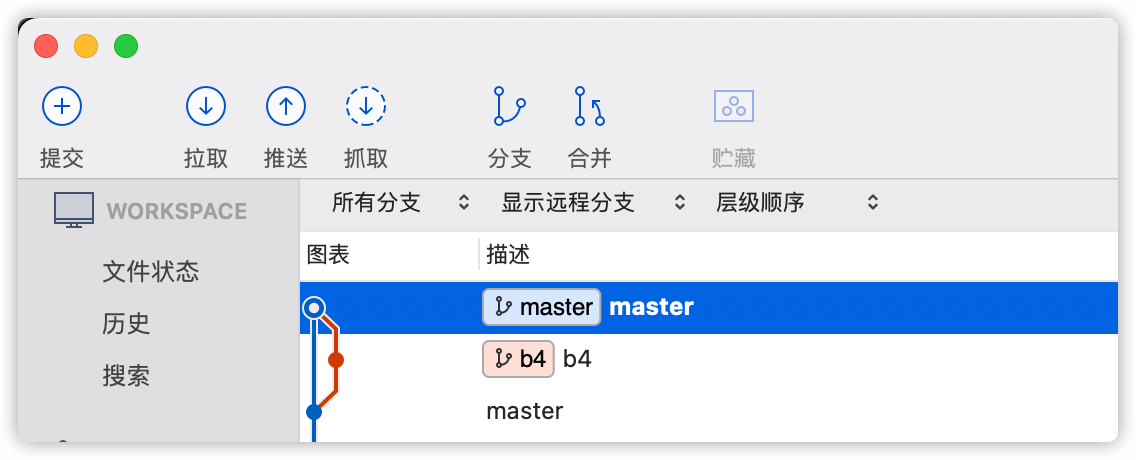 提交 拉取 推送 抓取 分支 合并 贮藏
WORKSPACE 所有分支 显示远程分支 层级顺序
图表 描述
文件状态
master master
历史
b4 b4
搜索
master